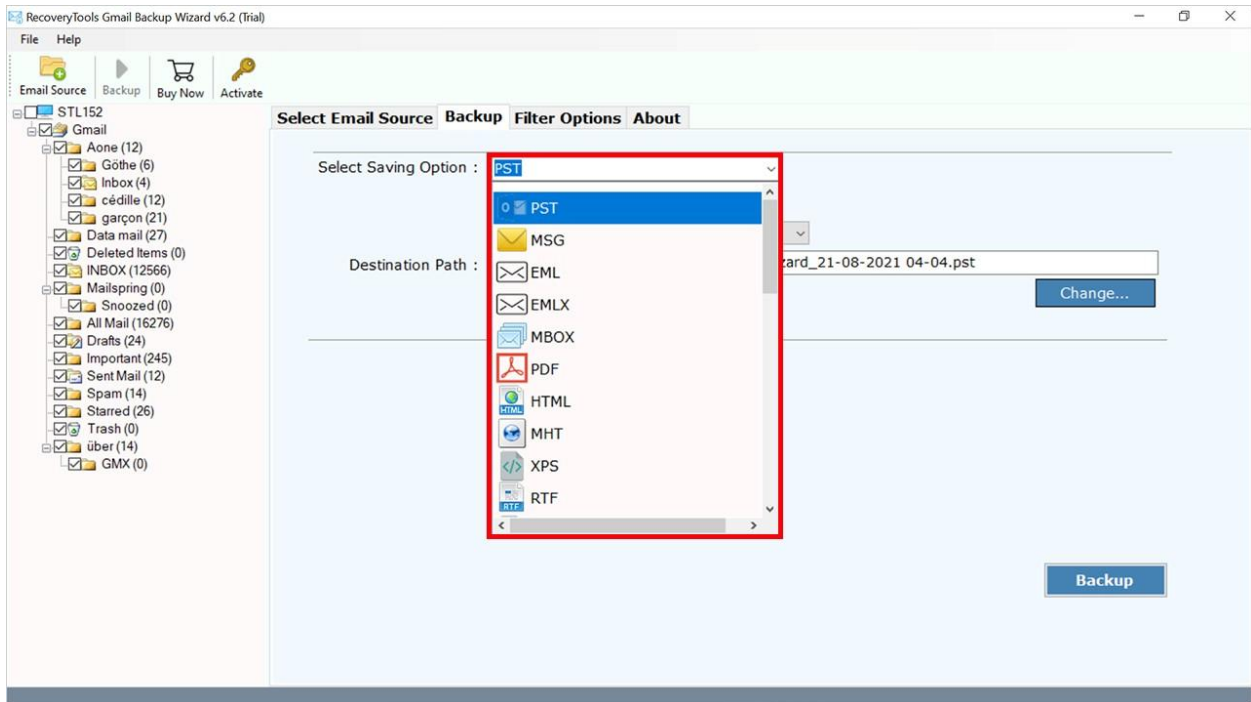 RecoveryTools Gmail Backup Wizard v6.2 (Trial)
File Help
Email Source Backup Buy Now Activate
STL152
Gmail
Aone (12)
Göthe (6)
Inbox (4)
cédille (12)
garçon (21)
Data mail (27)
Deleted Items (0)
INBOX (12566)
Mailspring (0)
Snoozed (0)
All Mail (16276)
Drafts (24)
Important (245)
Sent Mail (12)
Spam (14)
Starred (26)
Trash (0)
über (14)
GMX (0)
Select Email Source Backup Filter Options About
Select Saving Option : PST
PST
MSG
EML
EMLX
MBOX
PDF
HTML
MHT
XPS
RTF
Destination Path : zard_21-08-2021 04-04.pst
Change...
Backup